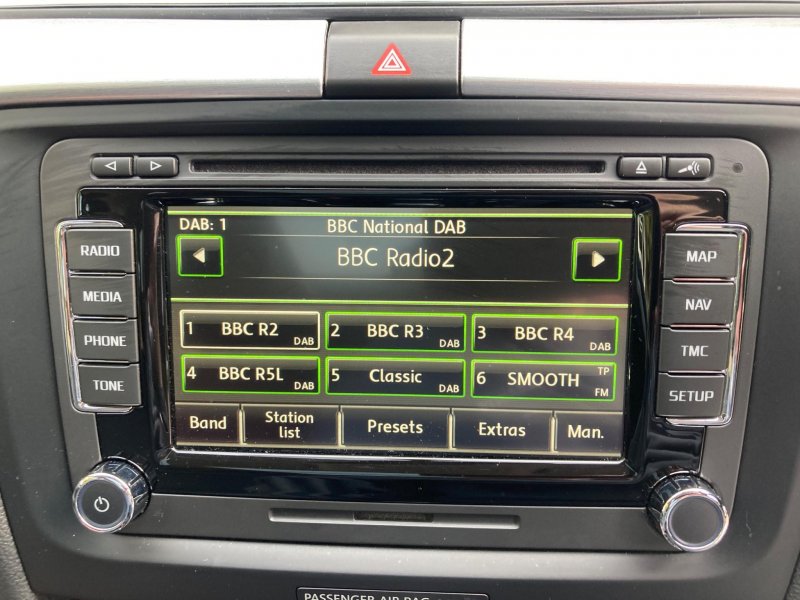 DAB: 1 BBC National DAB
BBC Radio2
RADIO
MEDIA
PHONE
TONE
1 BBC R2 DAB
2 BBC R3 DAB
3 BBC R4 DAB
4 BBC R5L DAB
5 Classic DAB
6 SMOOTH TP FM
Band
Station
list
Presets
Extras
Man.
MAP
NAV
TMC
SETUP
PASSENGER AIR BAG